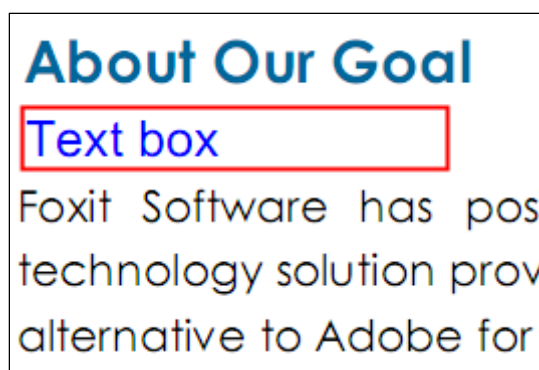 About Our Goal
Text box
Foxit Software has pos
technology solution prov
alternative to Adobe for